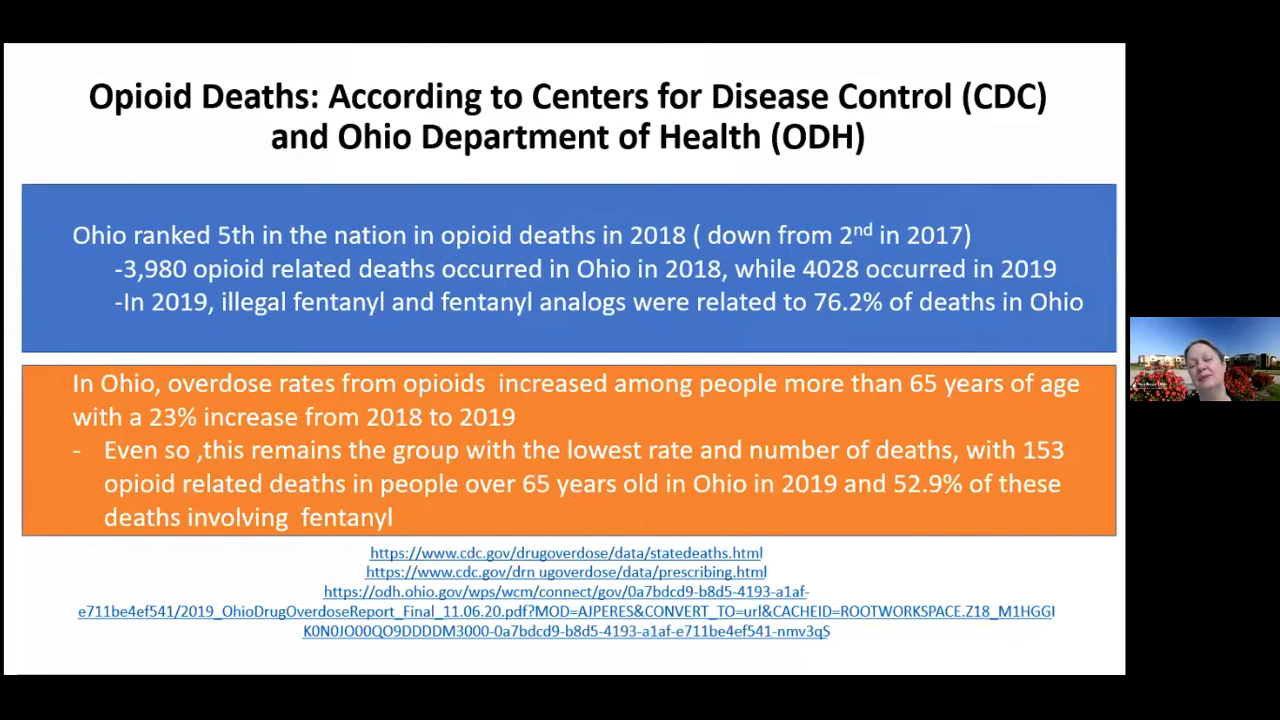 Opioid Deaths: According to Centers for Disease Control (CDC)
and Ohio Department of Health (ODH)
Ohio ranked 5th in the nation in opioid deaths in 2018 ( down from 2nd in 2017)
-3,980 opioid related deaths occurred in Ohio in 2018, while 4028 occurred in 2019
-In 2019, illegal fentanyl and fentanyl analogs were related to 76.2% of deaths in Ohio
In Ohio, overdose rates from opioids  increased among people more than 65 years of age
with a 23% increase from 2018 to 2019
- Even so ,this remains the group with the lowest rate and number of deaths, with 153
opioid related deaths in people over 65 years old in Ohio in 2019 and 52.9% of these
deaths involving  fentanyl
https://www.cdc.gov/drugoverdose/data/statedeaths.html
https://www.cdc.gov/drn ugoverdose/data/prescribing.html
https://odh.ohio.gov/wps/wcm/connect/gov/0a7bdcd9-b8d5-4193-a1af-
e711be4ef541/2019_OhioDrugOverdoseReport_Final_11.06.20.pdf?MOD=AJPERES&CONVERT_TO=url&CACHEID=ROOTWORKSPACE.Z18_M1HGGI
K0N0JO00QO9DDDDM3000-0a7bdcd9-b8d5-4193-a1af-e711be4ef541-nmv3qS